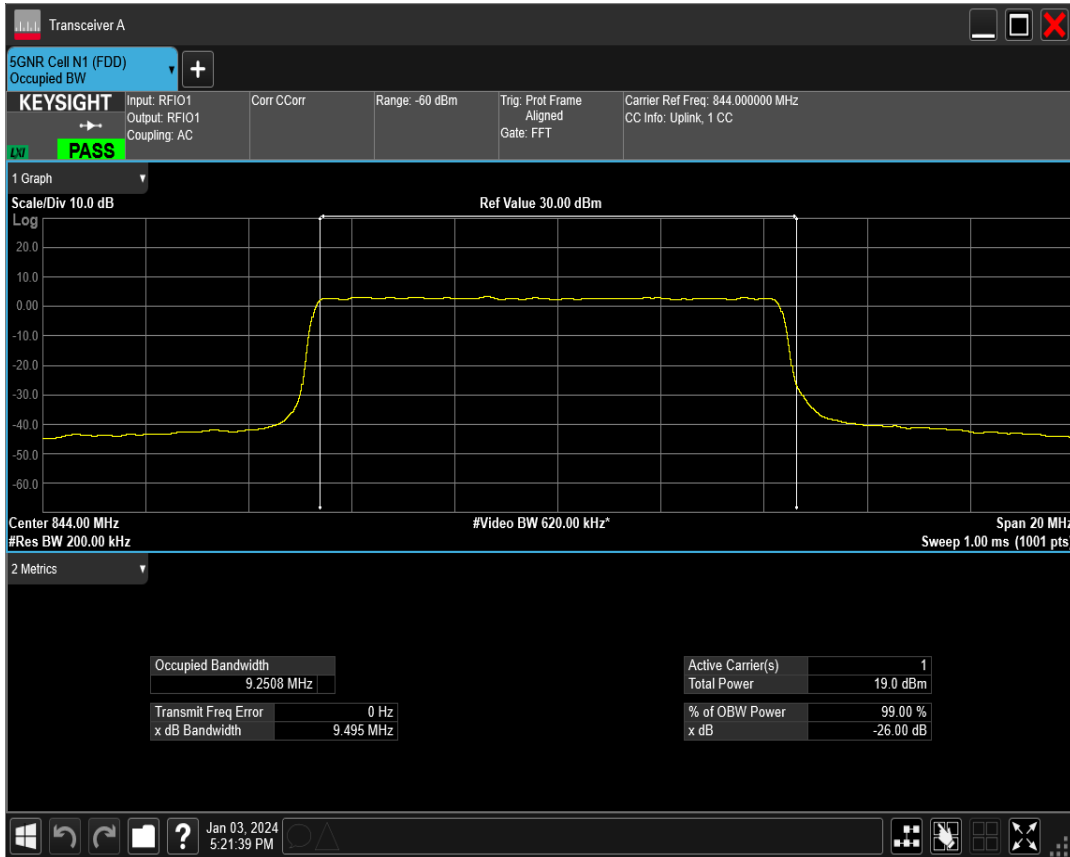 Transceiver A
5GNR Cell N1 (FDD)
Occupied BW
+
KEYSIGHT
LXI
PASS
Input: RFIO1
Output: RFIO1
Coupling: AC
Corr CCorr
Range: -60 dBm
Trig: Prot Frame
Aligned
Gate: FFT
Carrier Ref Freq: 844.000000 MHz
CC Info: Uplink, 1 CC
1 Graph
Scale/Div 10.0 dB
Ref Value 30.00 dBm
Log
20.0
10.0
0.00
-10.0
-20.0
-30.0
-40.0
-50.0
-60.0
Center 844.00 MHz
#Video BW 620.00 kHz*
Span 20 MHz
#Res BW 200.00 kHz
Sweep 1.00 ms (1001 pts)
2 Metrics
Occupied Bandwidth
9.2508 MHz
Transmit Freq Error 0 Hz
x dB Bandwidth 9.495 MHz
Active Carrier(s) 1
Total Power 19.0 dBm
% of OBW Power 99.00 %
x dB -26.00 dB
?
Jan 03, 2024
5:21:39 PM